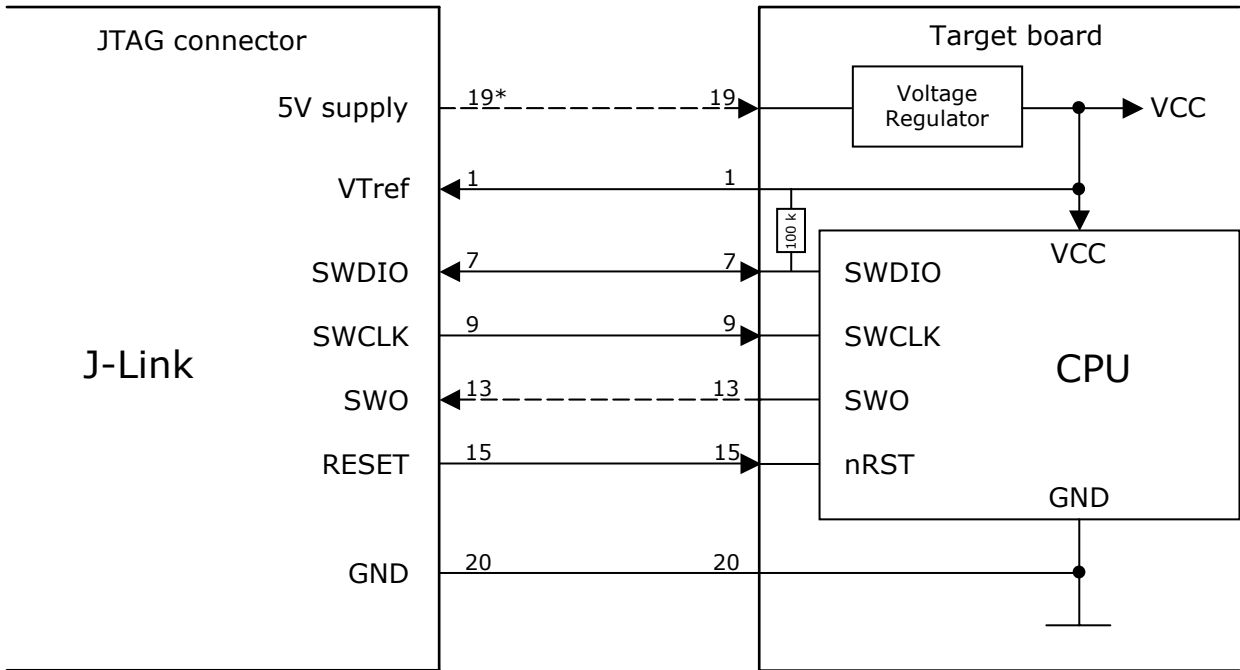 JTAG connector
Target board
5V supply
19*
19
Voltage
Regulator
VCC
VTref
1
1
100 k
VCC
SWDIO
7
7
SWDIO
SWCLK
9
9
SWCLK
J-Link
CPU
SWO
13
13
SWO
RESET
15
15
nRST
GND
GND
20
20